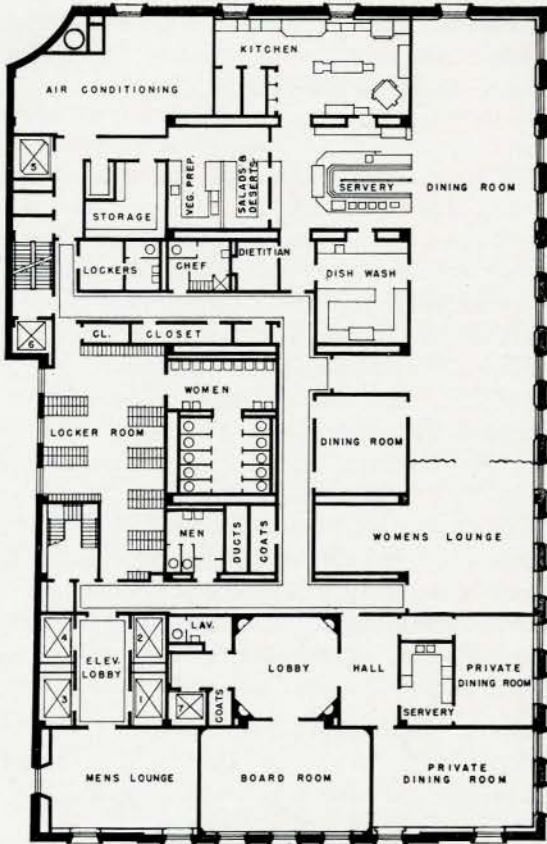 KITCHEN
AIR CONDITIONING
5
VEG. PREP.
SALADS &
DESERTS
SERVERY
DINING ROOM
STORAGE
LOCKERS
CHEF
DIETITIAN
DISH WASH
6
CL.
CLOSET
WOMEN
LOCKER ROOM
DINING ROOM
MEN
DUCTS
COATS
WOMENS LOUNGE
LAV.
4
2
ELEV.
LOBBY
LOBBY
HALL
PRIVATE
DINING ROOM
3
1
7
COATS
SERVERY
MENS LOUNGE
BOARD ROOM
PRIVATE
DINING ROOM